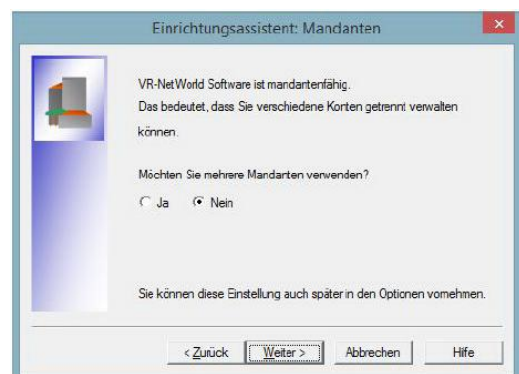 Einrichtungsassistent: Mandanten
VR-NetWorld Software ist mandantenfähig.
Das bedeutet, dass Sie verschiedene Konten getrennt verwalten
können.
Möchten Sie mehrere Mandanten verwenden?
Ja Nein
Sie können diese Einstellung auch später in den Optionen vornehmen.
< Zurück Weiter > Abbrechen Hilfe